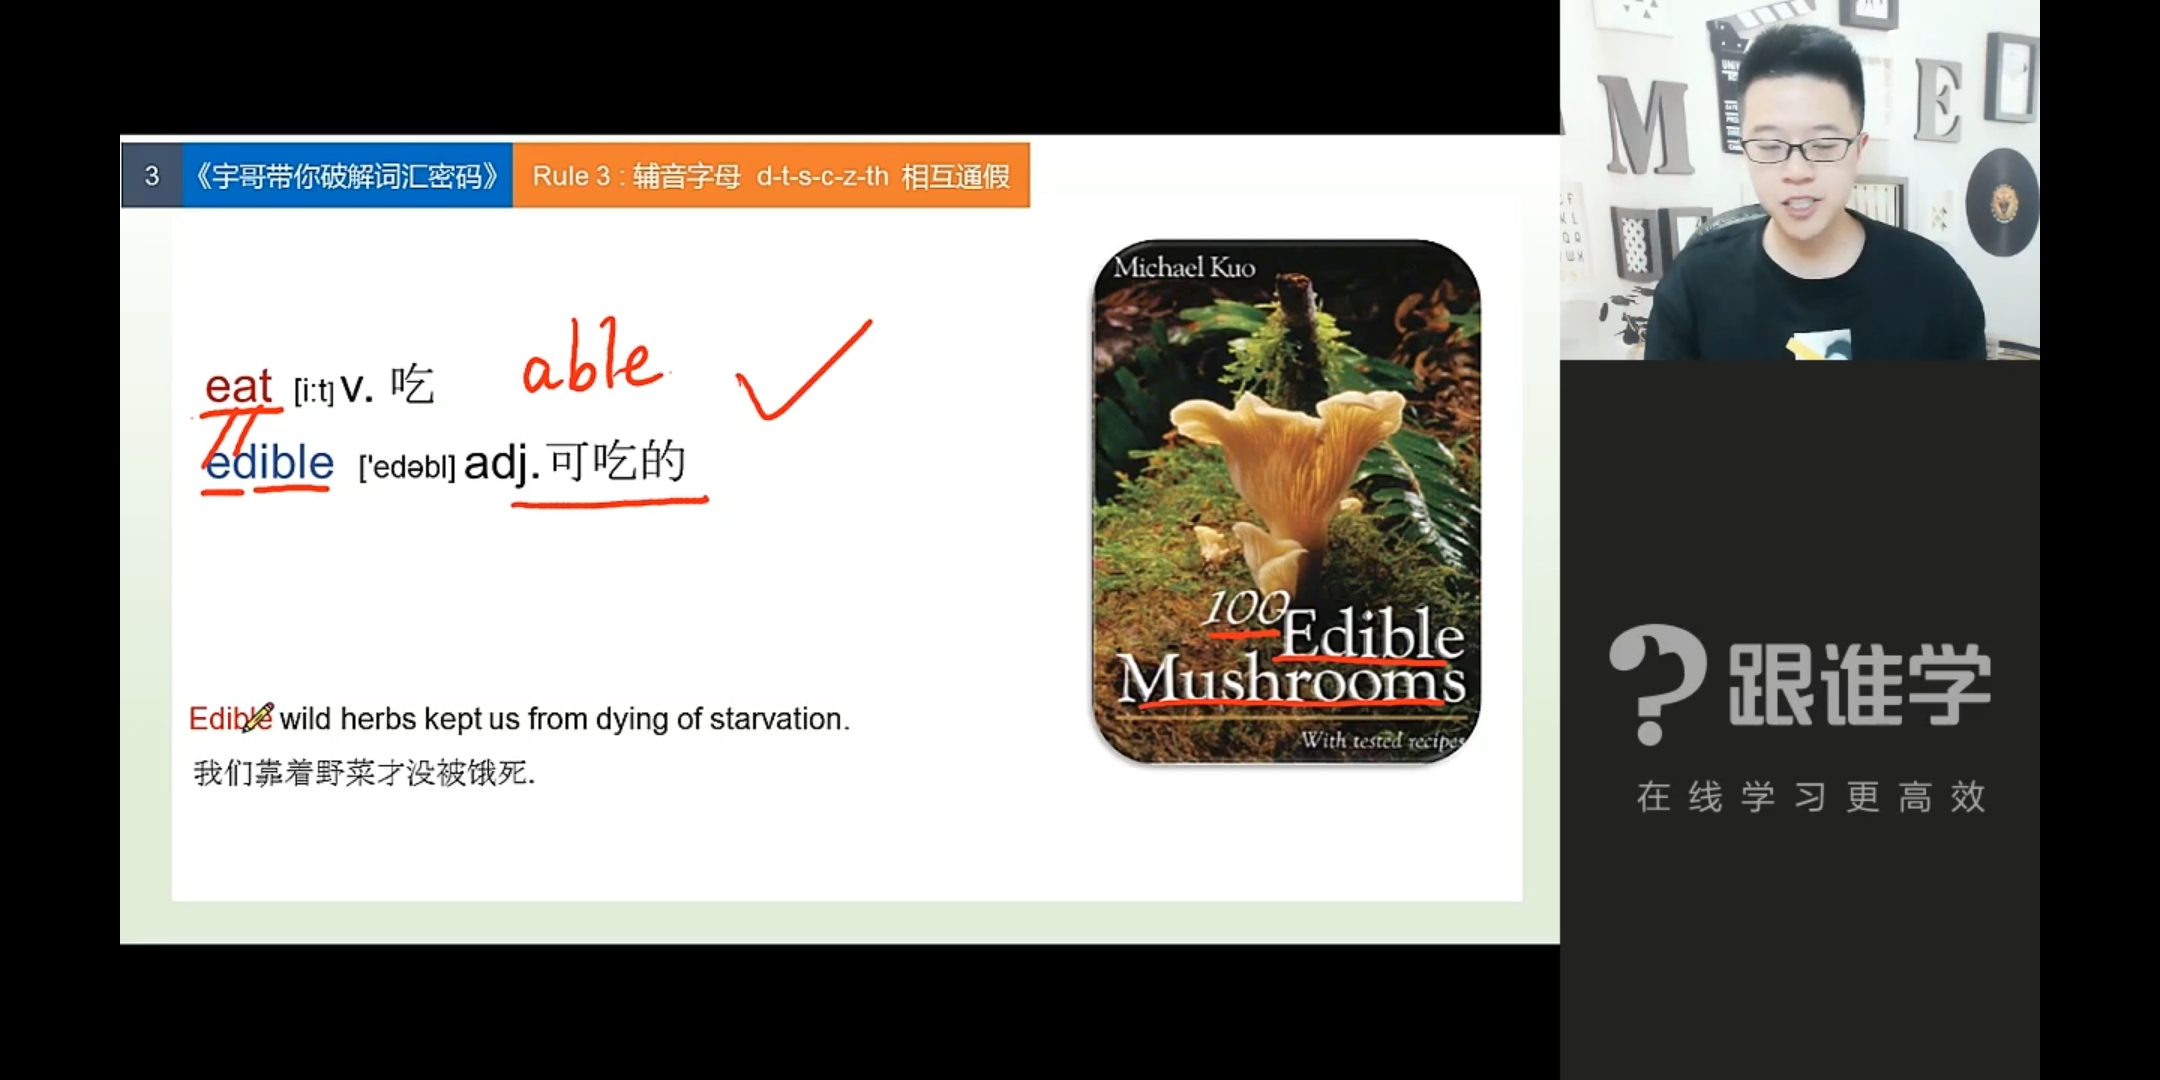 3 《宇哥带你破解词汇密码》 Rule 3 : 辅音字母 d-t-s-c-z-th 相互通假
eat [i:t] v. 吃
able
edible ['edəbl] adj.可吃的
Edible wild herbs kept us from dying of starvation.
我们靠着野菜才没被饿死.
Michael Kuo
100 Edible
Mushrooms
With tested recipes
M E
跟谁学
在线学习更高效